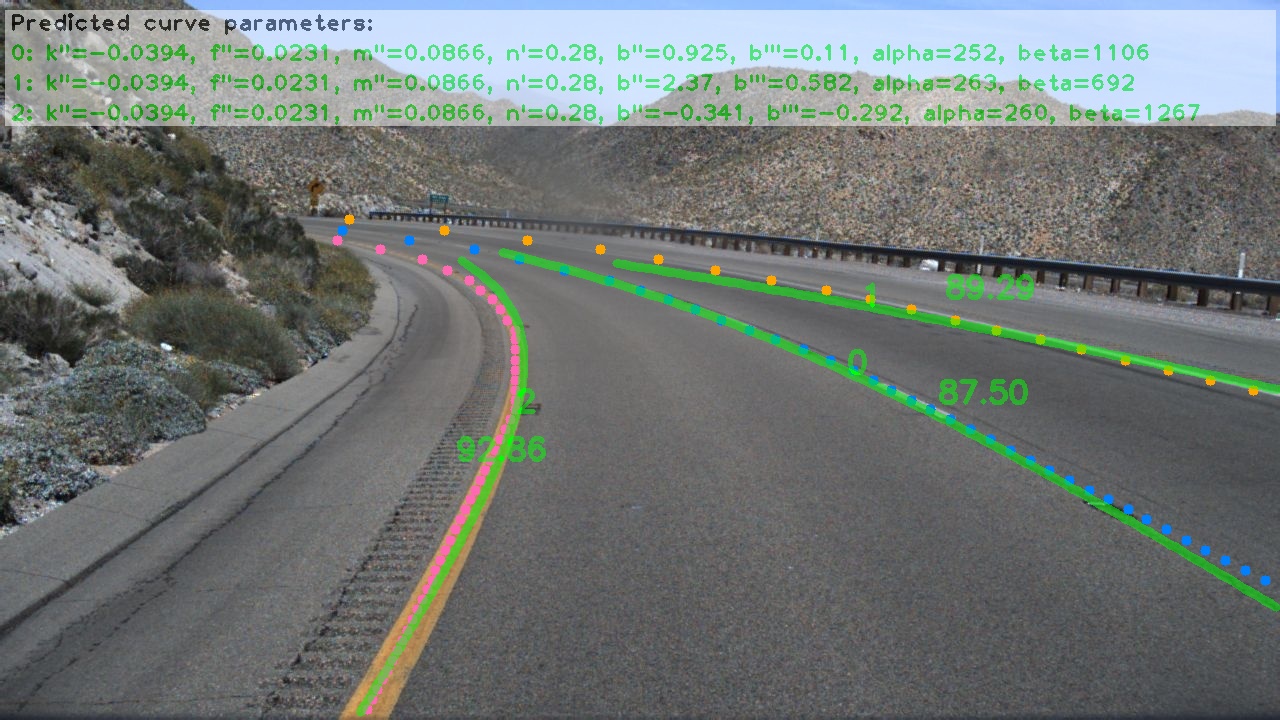 Predicted curve parameters:
0: k''=-0.0394, f''=0.0231, m''=0.0866, n'=0.28, b''=0.925, b'''=0.11, alpha=252, beta=1106
1: k''=-0.0394, f''=0.0231, m''=0.0866, n'=0.28, b''=2.37, b'''=0.582, alpha=263, beta=692
2: k''=-0.0394, f''=0.0231, m''=0.0866, n'=0.28, b''=-0.341, b'''=-0.292, alpha=260, beta=1267
1 89.29
0
87.50
2
92.86